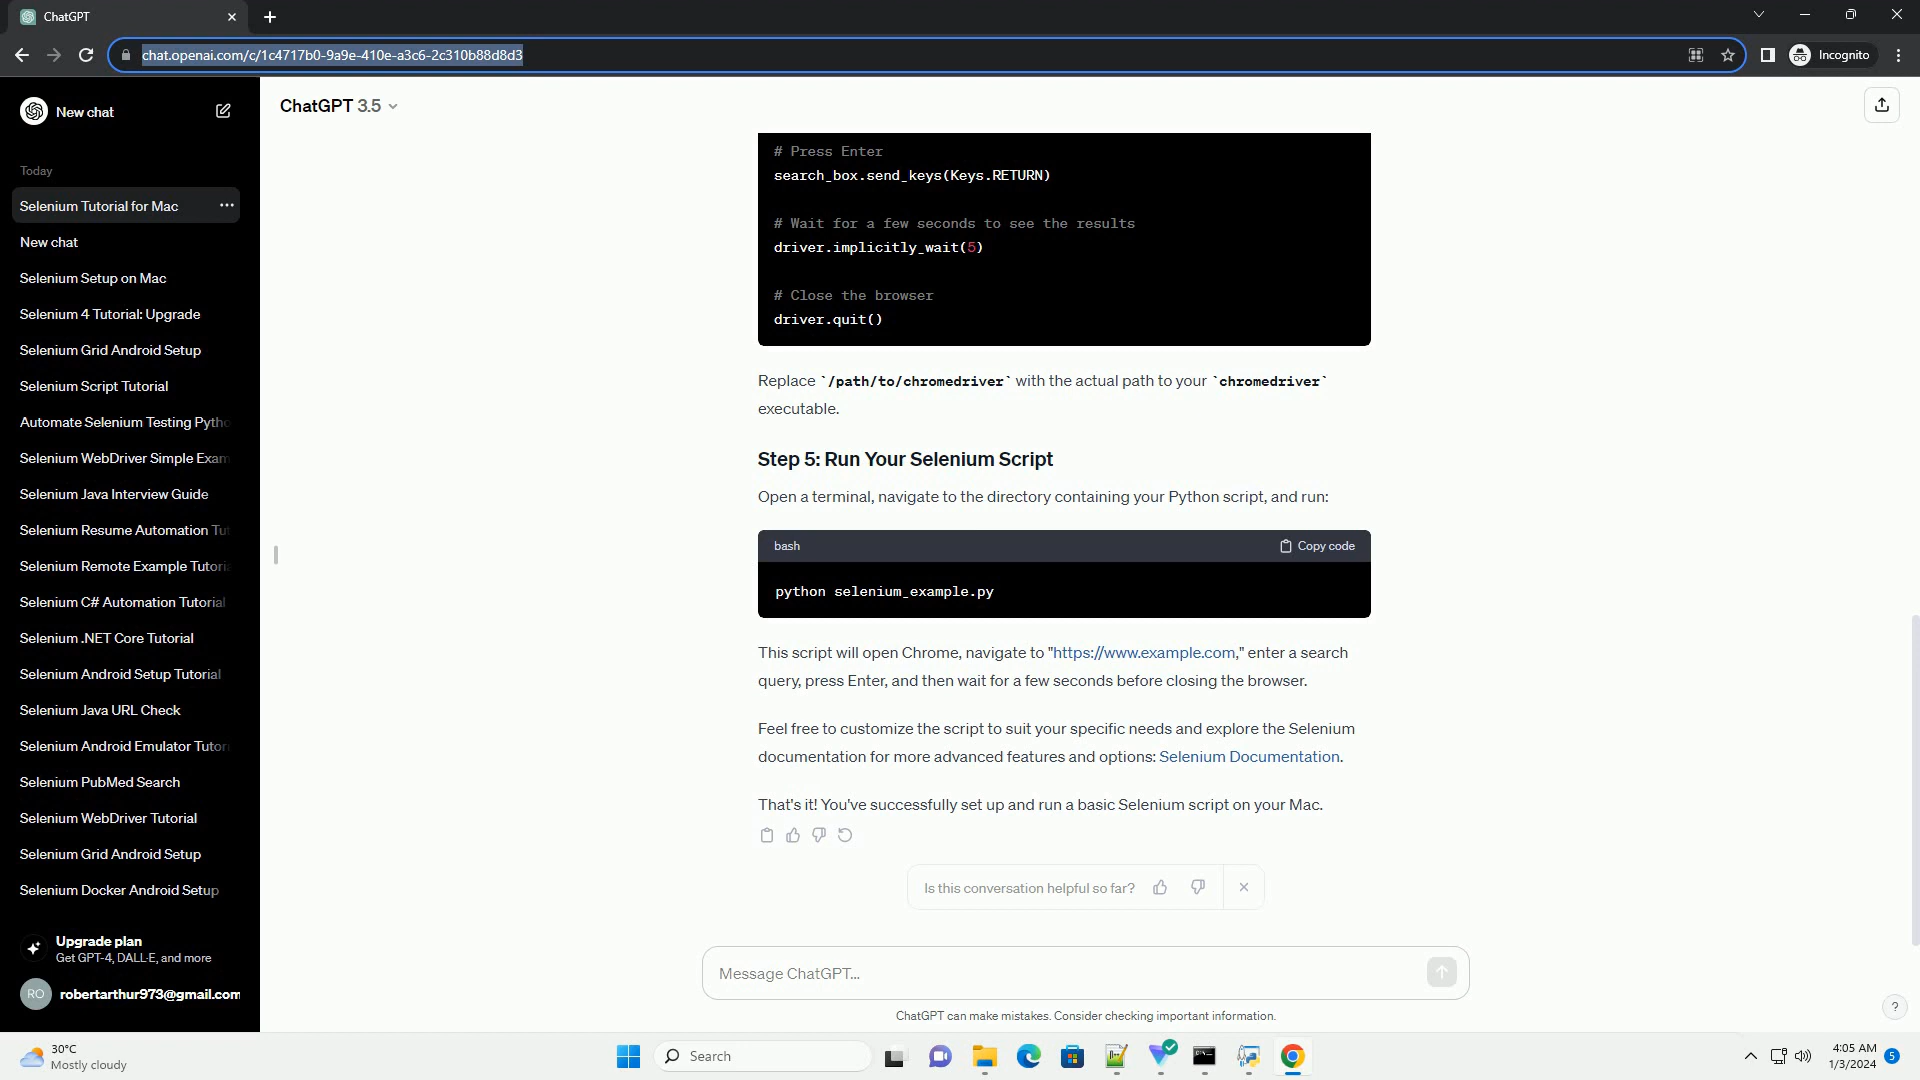 ChatGPT
chat.openai.com/c/1c4717b0-9a9e-410e-a3c6-2c310b88d8d3
Incognito
New chat
Today
Selenium Tutorial for Mac
New chat
Selenium Setup on Mac
Selenium 4 Tutorial: Upgrade
Selenium Grid Android Setup
Selenium Script Tutorial
Automate Selenium Testing Pytho
Selenium WebDriver Simple Exam
Selenium Java Interview Guide
Selenium Resume Automation Tut
Selenium Remote Example Tutoria
Selenium C# Automation Tutorial
Selenium .NET Core Tutorial
Selenium Android Setup Tutorial
Selenium Java URL Check
Selenium Android Emulator Tutor
Selenium PubMed Search
Selenium WebDriver Tutorial
Selenium Grid Android Setup
Selenium Docker Android Setup
Upgrade plan
Get GPT-4, DALL·E, and more
RO
robertarthur973@gmail.com
ChatGPT 3.5
# Press Enter
search_box.send_keys(Keys.RETURN)
# Wait for a few seconds to see the results
driver.implicitly_wait(5)
# Close the browser
driver.quit()
Replace `/path/to/chromedriver` with the actual path to your `chromedriver`
executable.
Step 5: Run Your Selenium Script
Open a terminal, navigate to the directory containing your Python script, and run:
bash
Copy code
python selenium_example.py
This script will open Chrome, navigate to "https://www.example.com," enter a search
query, press Enter, and then wait for a few seconds before closing the browser.
Feel free to customize the script to suit your specific needs and explore the Selenium
documentation for more advanced features and options: Selenium Documentation.
That's it! You've successfully set up and run a basic Selenium script on your Mac.
Is this conversation helpful so far?
Message ChatGPT...
ChatGPT can make mistakes. Consider checking important information.
?
30°C
Mostly cloudy
Search
4:05 AM
1/3/2024
5